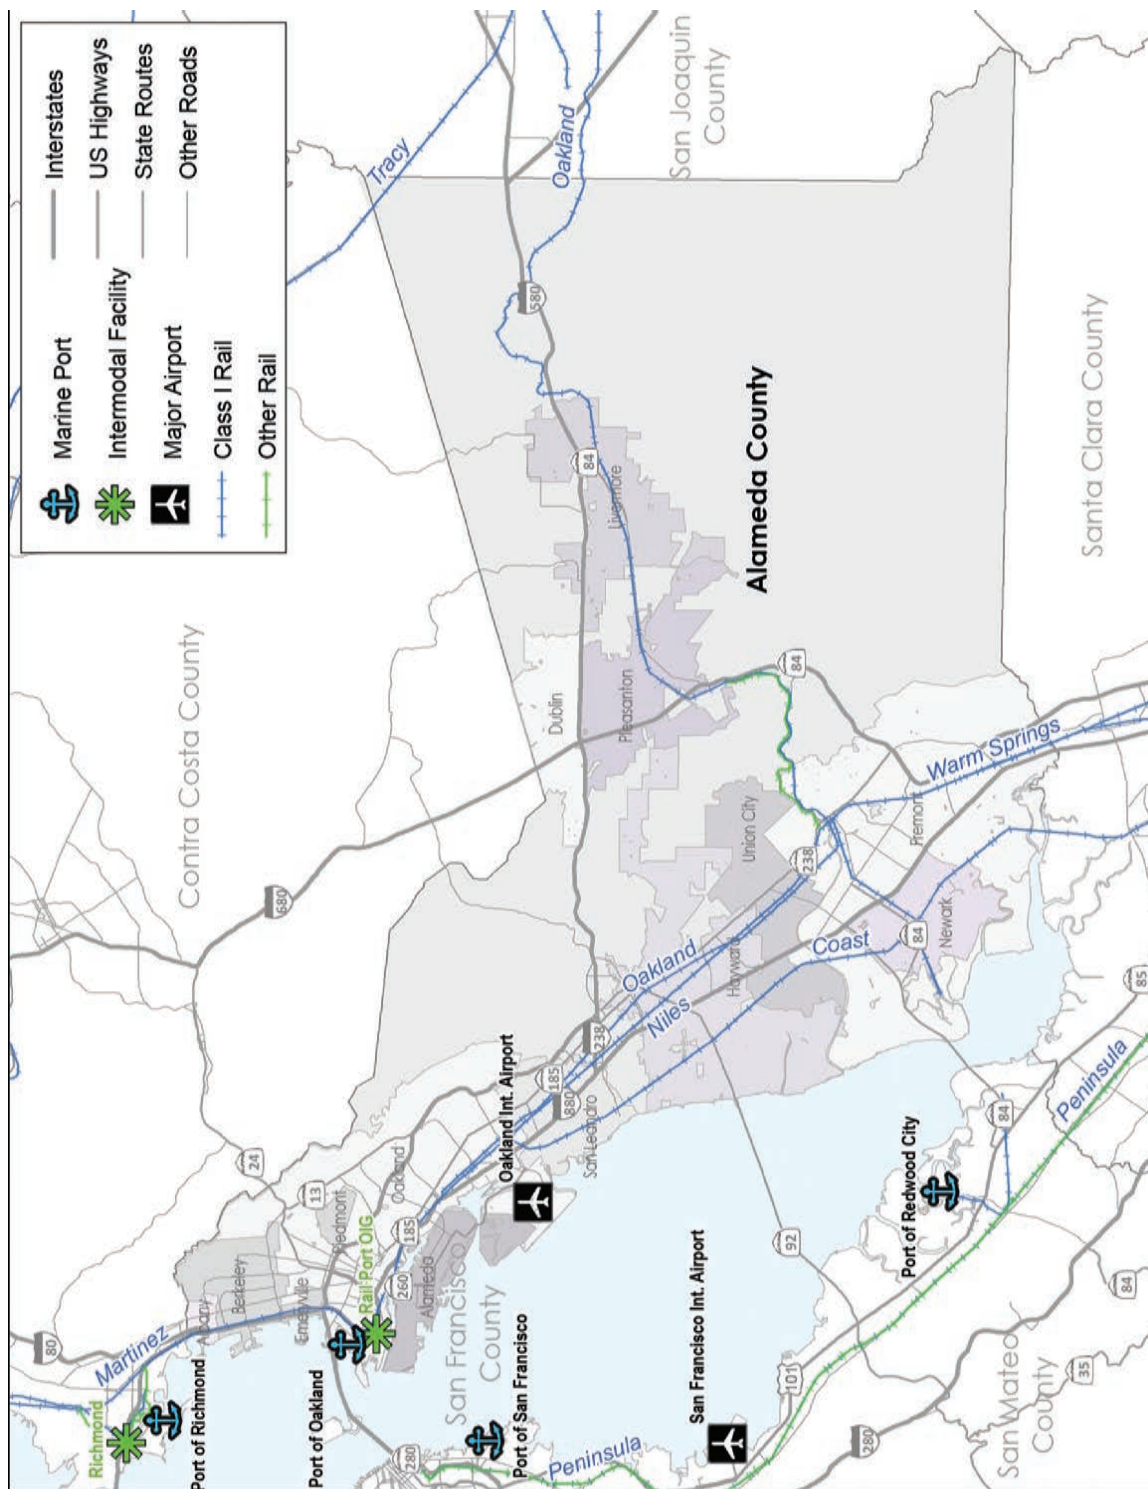 Marine Port
Intermodal Facility
Major Airport
Class I Rail
Other Rail
Interstates
US Highways
State Routes
Other Roads
Tracy
Oakland
San Joaquin
County
580
84
Livermore
Alameda County
Santa Clara County
Contra Costa County
Dublin
Pleasanton
84
680
Union City
238
Warm Springs
Fremont
Newark
84
Coast
Hayward
Oakland
Niles
238
185
880
San Leandro
Oakland Int. Airport
24
13
Piedmont
Oakland
185
260
Rail Port OIG
Alameda
Berkeley
Albany
Emeryville
80
Martinez
Richmond
Port of Richmond
Port of Oakland
San Francisco
County
Port of San Francisco
280
Peninsula
San Francisco Int. Airport
101
92
Port of Redwood City
84
Peninsula
85
84
35
280
San Mateo
County